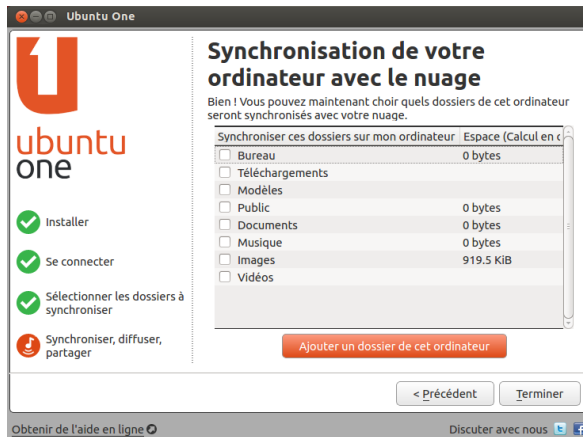 Ubuntu One
ubuntu
one
Installer
Se connecter
Sélectionner les dossiers à
synchroniser
Synchroniser, diffuser,
partager
Synchronisation de votre
ordinateur avec le nuage
Bien ! Vous pouvez maintenant choir quels dossiers de cet ordinateur
seront synchronisés avec votre nuage.
Synchroniser ces dossiers sur mon ordinateur Espace (Calcul en c
Bureau 0 bytes
Téléchargements
Modèles
Public 0 bytes
Documents 0 bytes
Musique 0 bytes
Images 919.5 KiB
Vidéos
Ajouter un dossier de cet ordinateur
< Précédent Terminer
Obtenir de l'aide en ligne Discuter avec nous